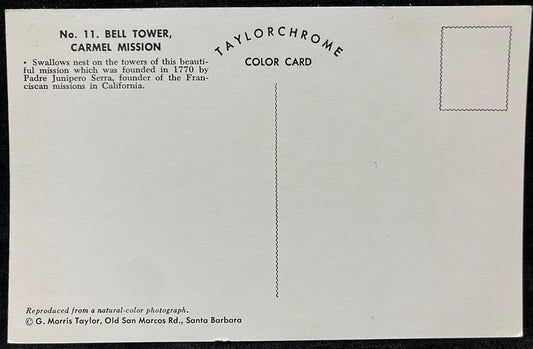 No. 11. BELL TOWER,
CARMEL MISSION
• Swallows nest on the towers of this beauti-
ful mission which was founded in 1770 by
Padre Junipero Serra, founder of the Fran-
ciscan missions in California.
TAYLORCHROME
COLOR CARD
Reproduced from a natural-color photograph.
© G. Morris Taylor, Old San Marcos Rd., Santa Barbara